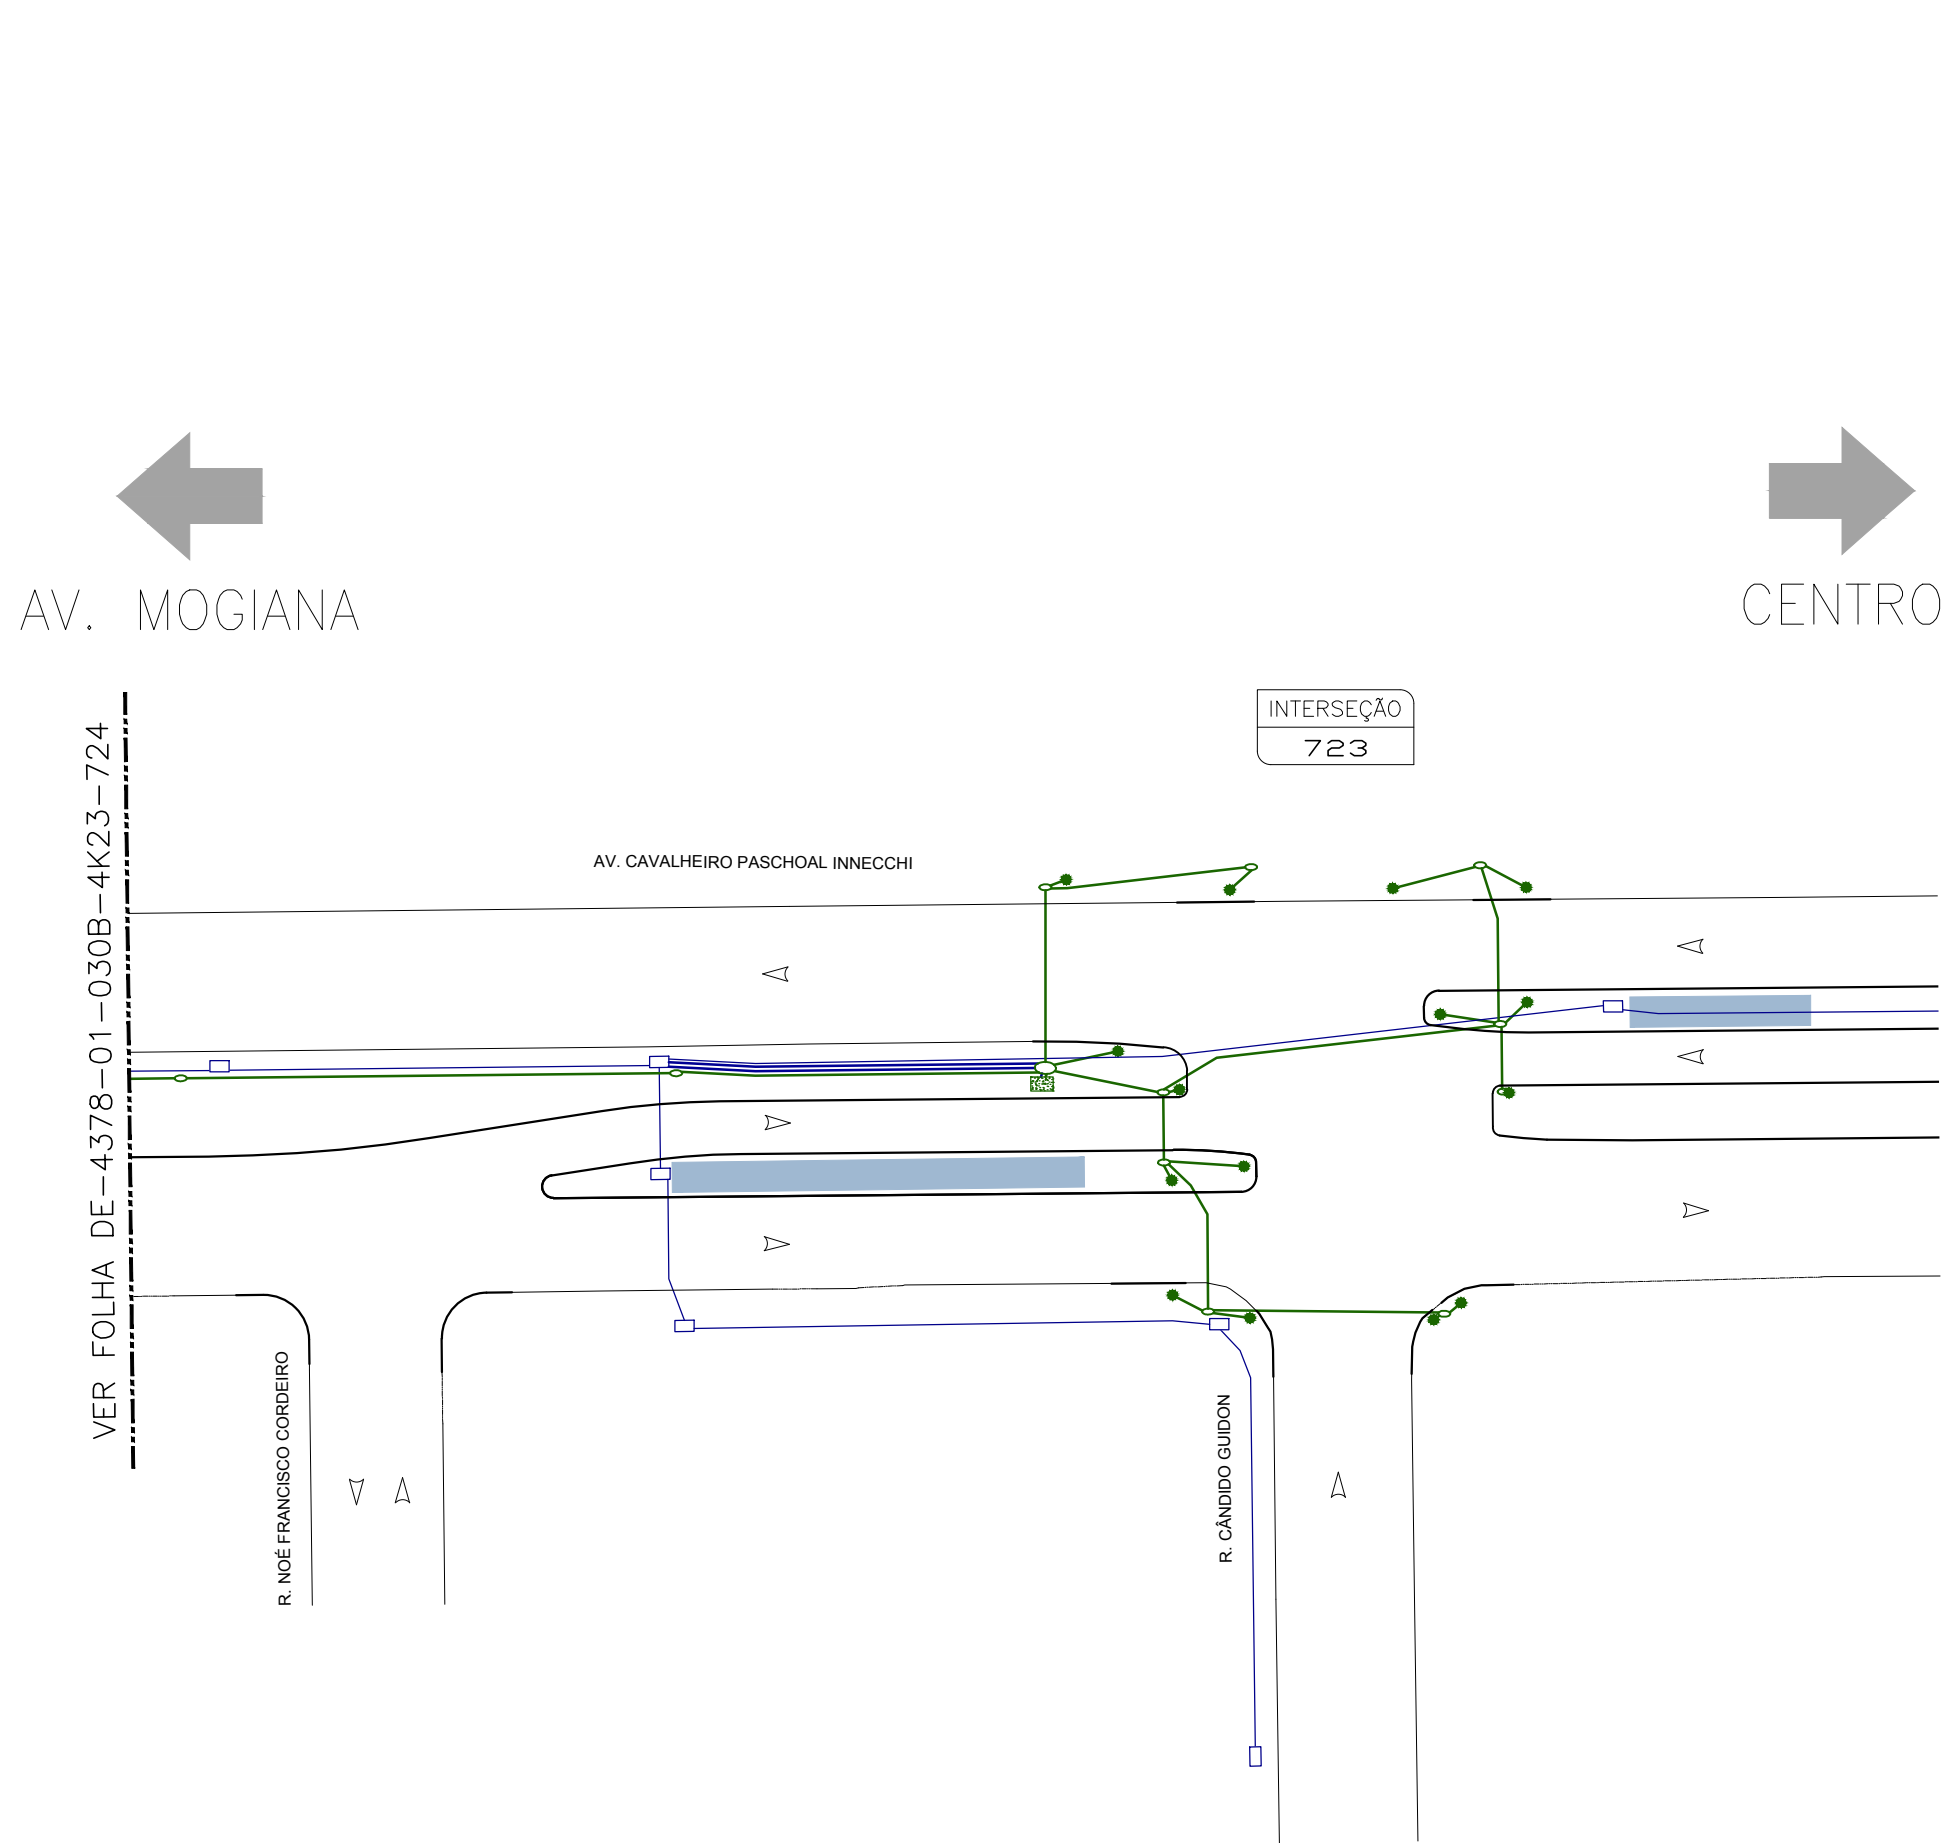 AV. MOGIANA
CENTRO
INTERSEÇÃO
723
VER FOLHA DE-4378-01-030B-4K23-724
AV. CAVALHEIRO PASCHOAL INNECCHI
R. NOÉ FRANCISCO CORDEIRO
R. CÂNDIDO GUIDON